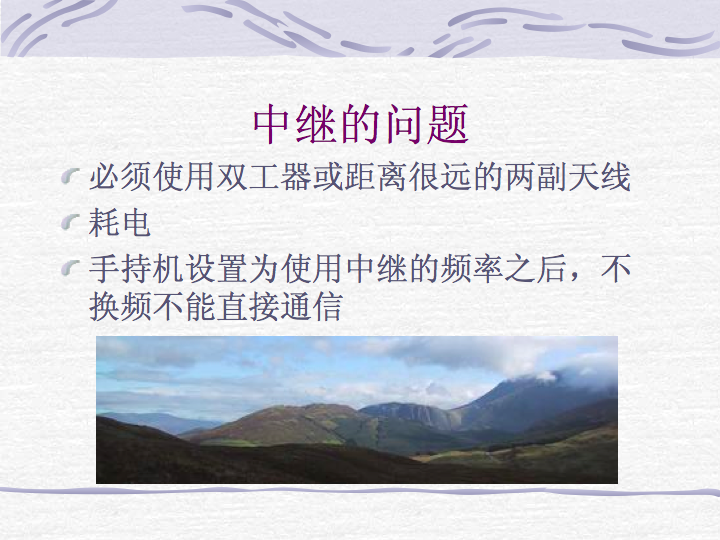 中继的问题
必须使用双工器或距离很远的两副天线
耗电
手持机设置为使用中继的频率之后，不
换频不能直接通信